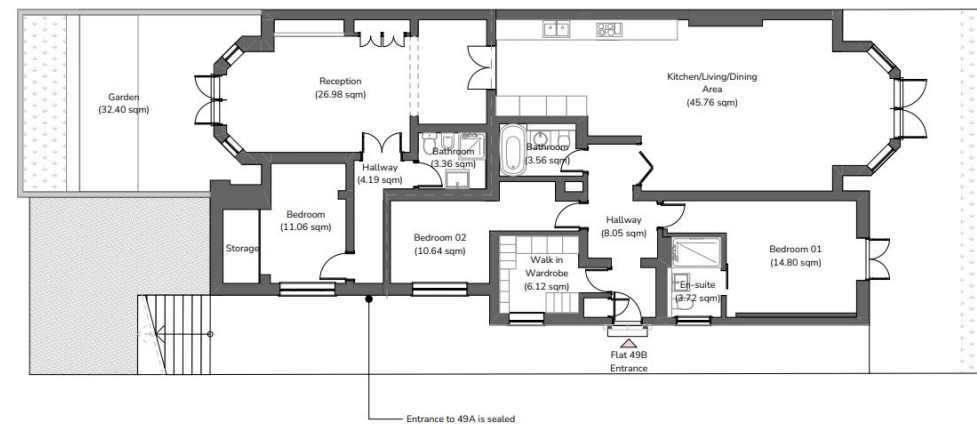 Garden
(32.40 sqm)
Reception
(26.98 sqm)
Kitchen/Living/Dining
Area
(45.76 sqm)
Hallway
(4.19 sqm)
Bathroom
(3.36 sqm)
Bathroom
(3.56 sqm)
Storage
Bedroom
(11.06 sqm)
Bedroom 02
(10.64 sqm)
Walk in
Wardrobe
(6.12 sqm)
Hallway
(8.05 sqm)
En-suite
(3.72 sqm)
Bedroom 01
(14.80 sqm)
Flat 49B
Entrance
Entrance to 49A is sealed